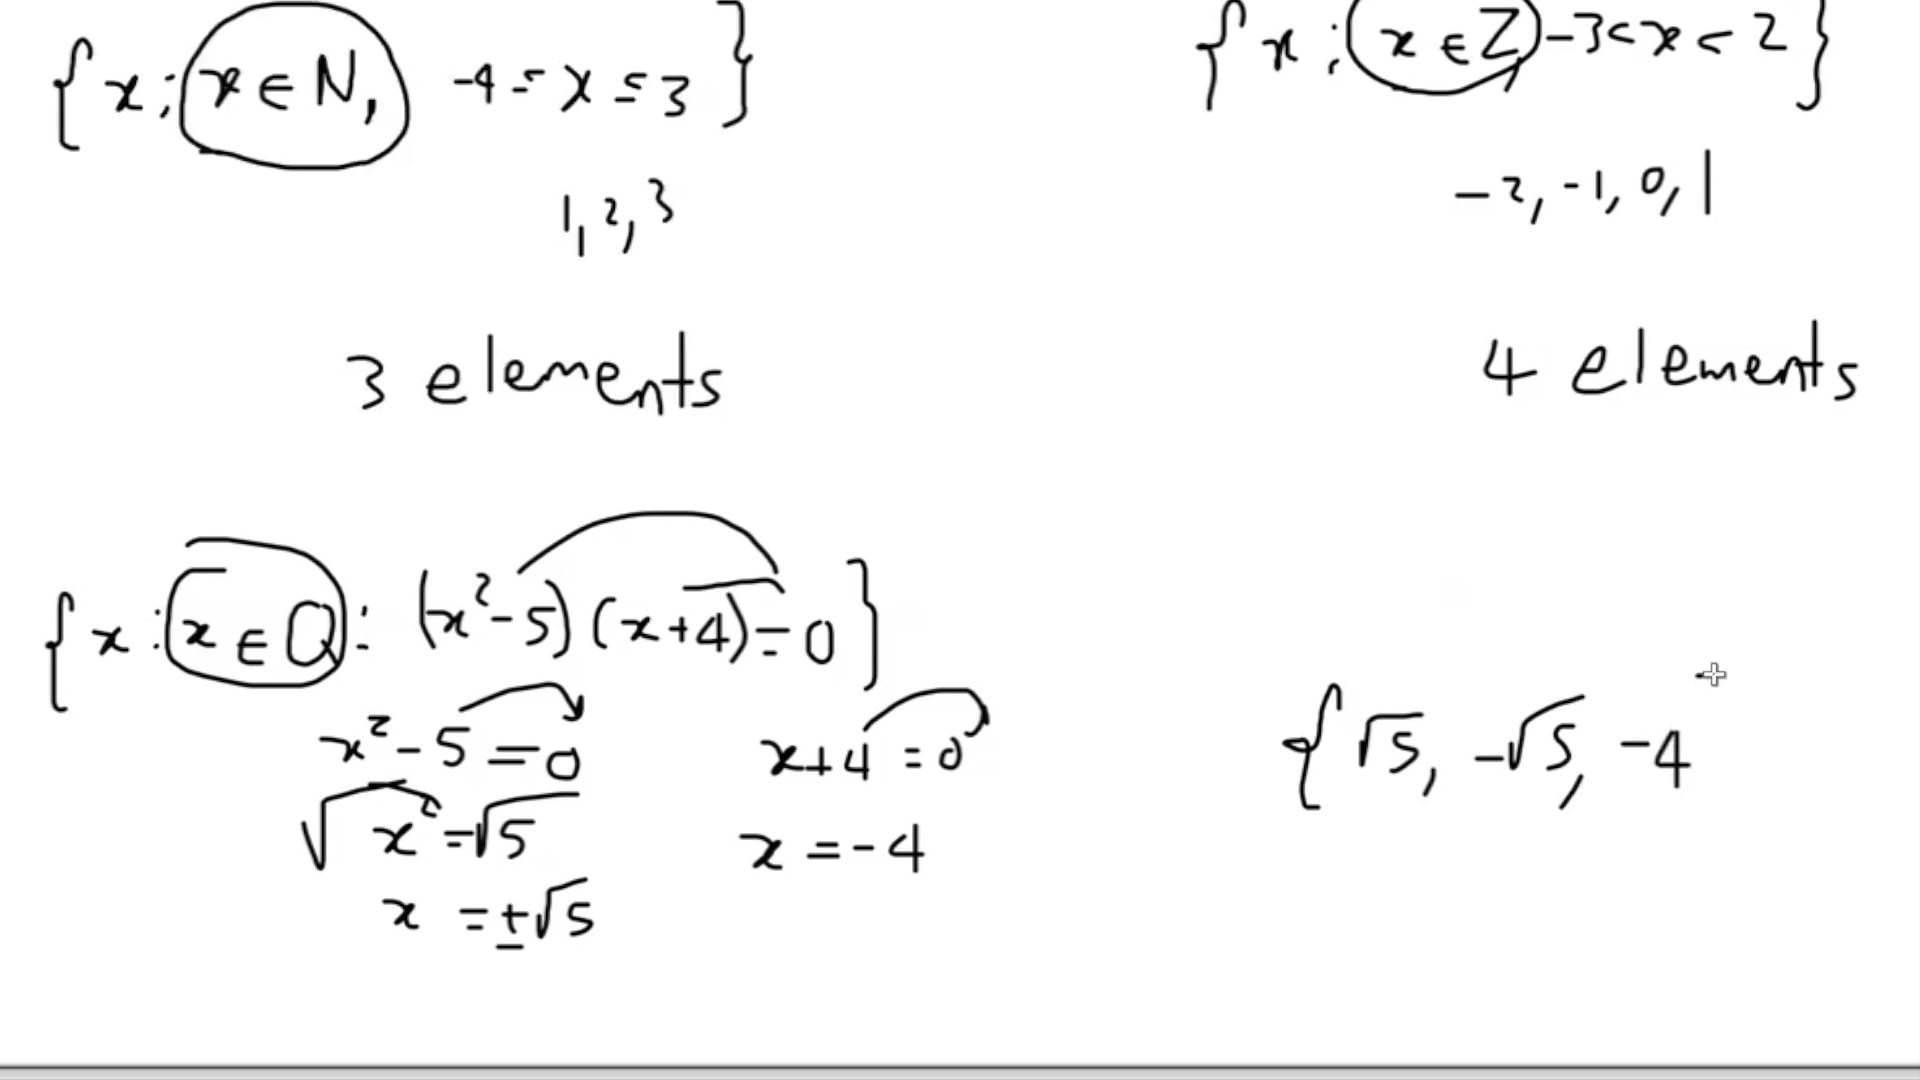 {x : x ∈ N, -4 ≤ x ≤ 3}
1, 2, 3
3 elements
{x : x ∈ Z, -3 < x < 2}
-2, -1, 0, 1
4 elements
{x : x ∈ Q : (x² - 5)(x + 4) = 0}
x² - 5 = 0
√x² = √5
x = ±√5
x + 4 = 0
x = -4
{√5, -√5, -4